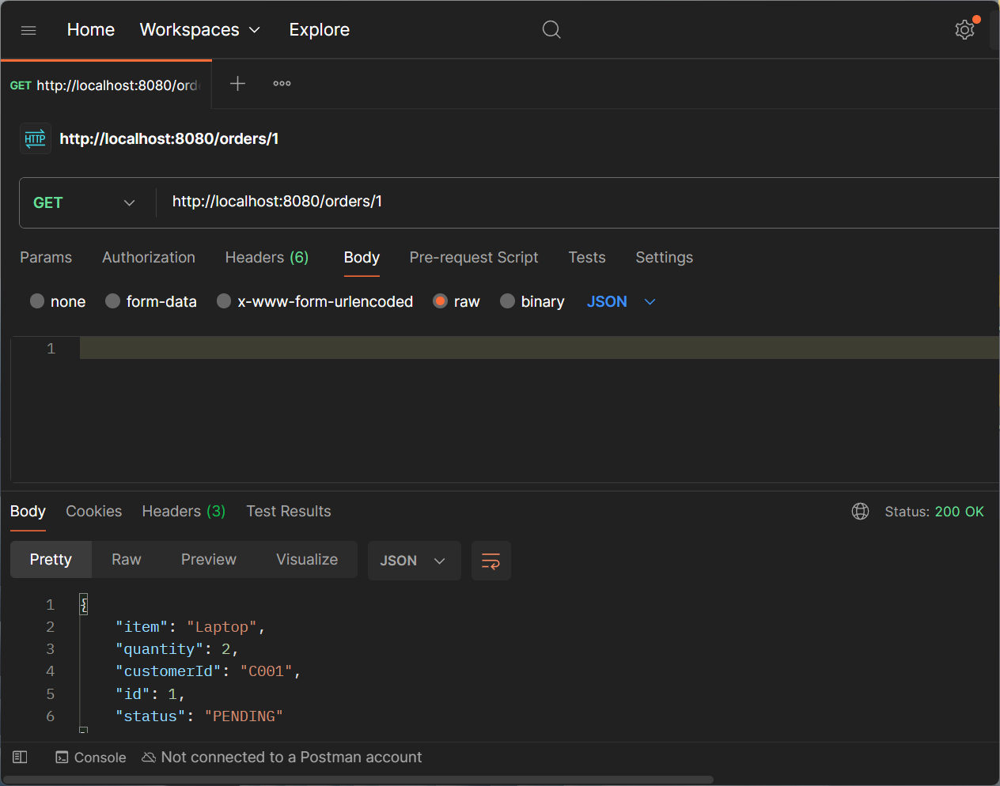 Home Workspaces Explore
GET http://localhost:8080/ord
HTTP http://localhost:8080/orders/1
GET http://localhost:8080/orders/1
Params Authorization Headers (6) Body Pre-request Script Tests Settings
none form-data x-www-form-urlencoded raw binary JSON
1
Body Cookies Headers (3) Test Results Status: 200 OK
Pretty Raw Preview Visualize JSON
1 {
2 "item": "Laptop",
3 "quantity": 2,
4 "customerId": "C001",
5 "id": 1,
6 "status": "PENDING"
Console Not connected to a Postman account